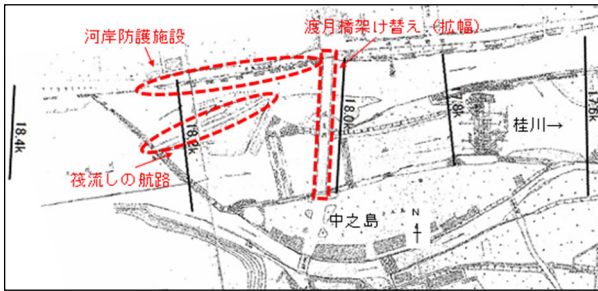 渡月橋架け替え（拡幅）
河岸防護施設
18.4k
18.2k
18.0k
17.8k
17.6k
桂川→
筏流しの航路
中之島
N